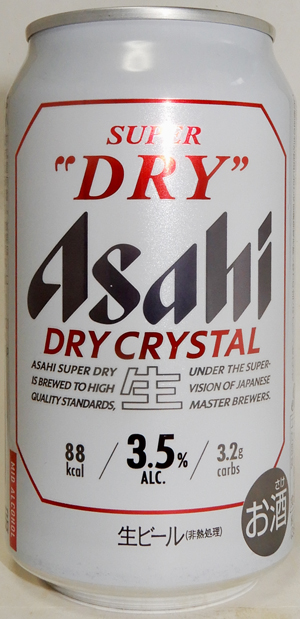 SUPER
"DRY"
Asahi
DRY CRYSTAL
ASAHI SUPER DRY
IS BREWED TO HIGH
QUALITY STANDARDS,
生
UNDER THE SUPER-
VISION OF JAPANESE
MASTER BREWERS.
88
kcal
3.5%
ALC.
3.2g
carbs
さけ
お酒
生ビール(非熱処理)
MID ALCOHOL